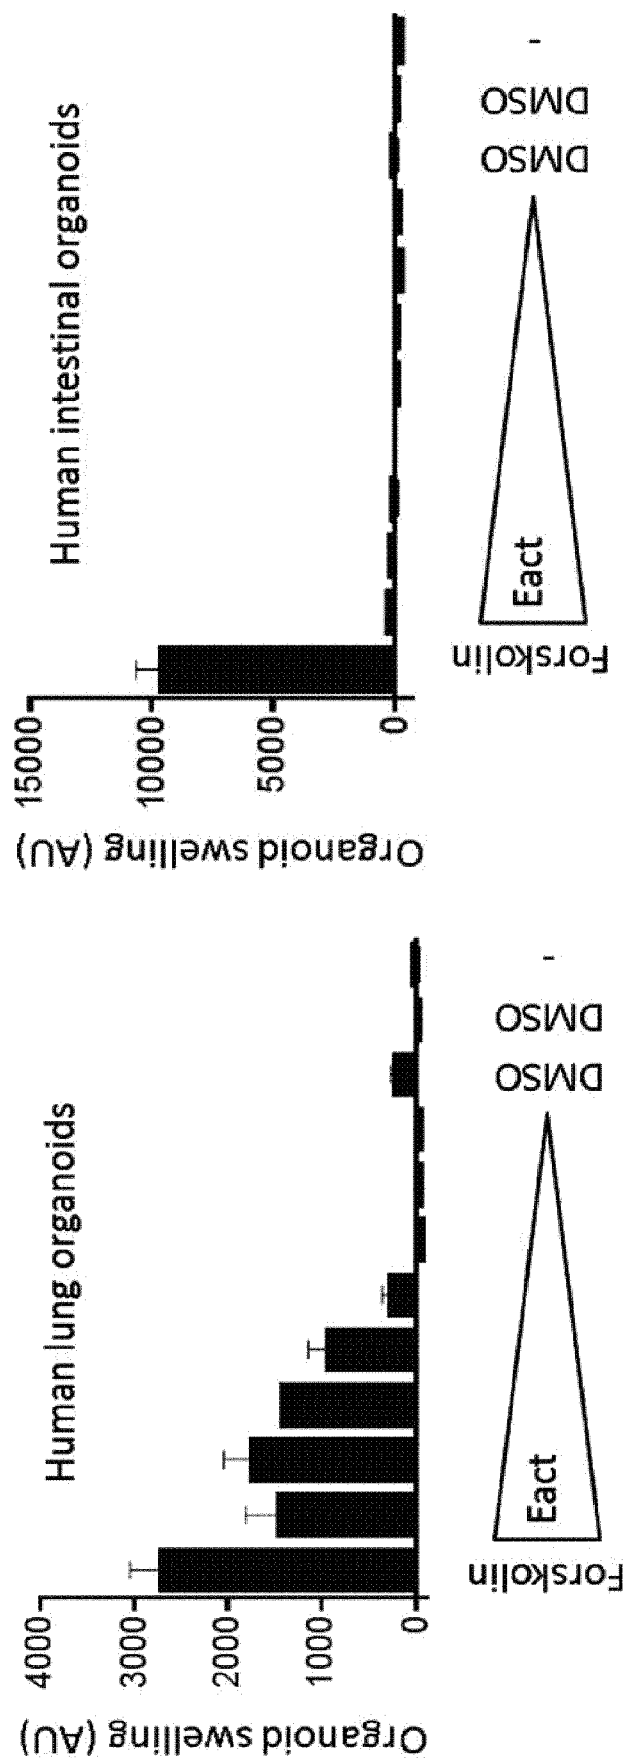 Human lung organoids
Organoid swelling (AU)
4000
3000
2000
1000
0
Forskolin
Eact
DMSO
DMSO
-
Human intestinal organoids
Organoid swelling (AU)
15000
10000
5000
0
Forskolin
Eact
DMSO
DMSO
-